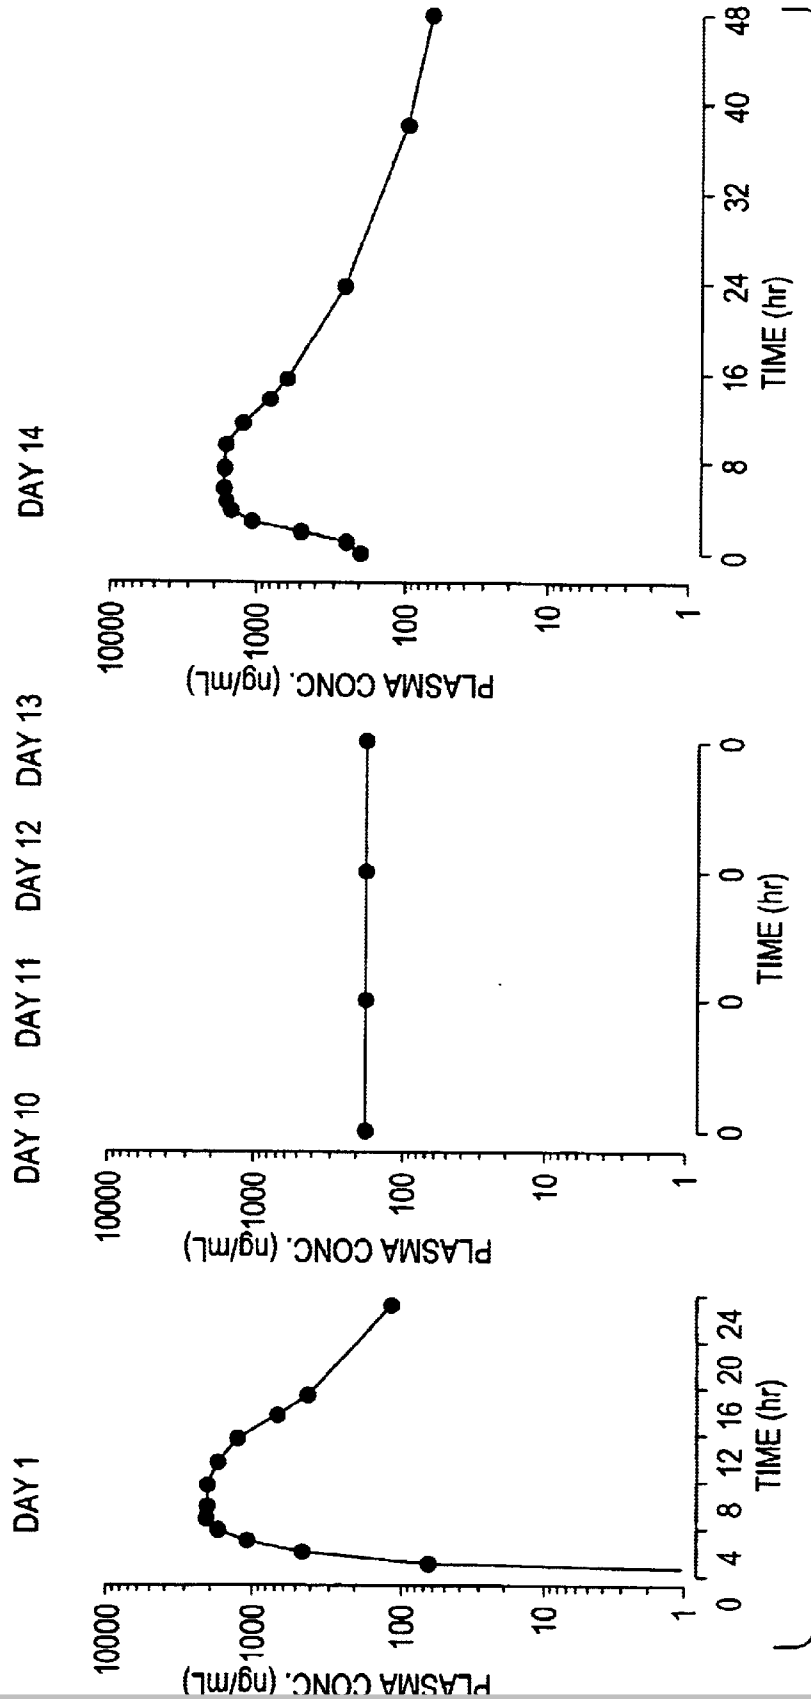 DAY 1
PLASMA CONC. (ng/mL)
10000
1000
100
10
1
0 4 8 12 16 20 24
TIME (hr)
DAY 10 DAY 11 DAY 12 DAY 13
PLASMA CONC. (ng/mL)
10000
1000
100
10
1
0 0 0 0
TIME (hr)
DAY 14
PLASMA CONC. (ng/mL)
10000
1000
100
10
1
0 8 16 24 32 40 48
TIME (hr)